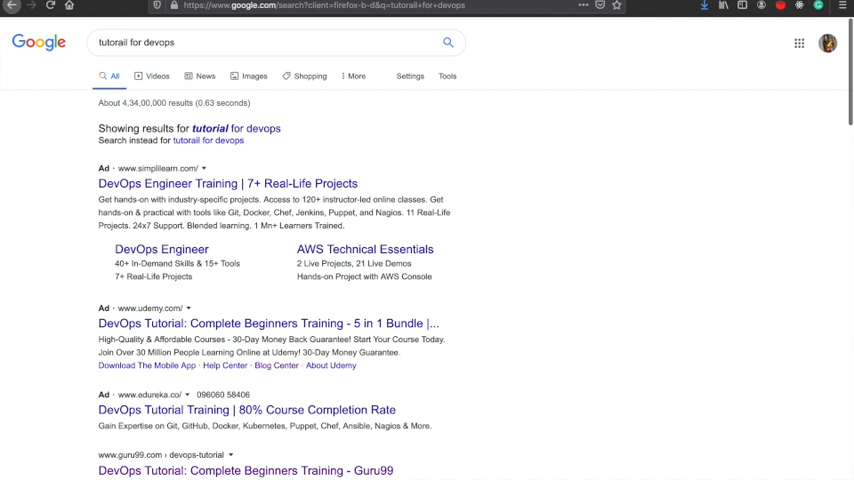 https://www.google.com/search?client=firefox-b-d&q=tutorail+for+devops
Google
tutorail for devops
All Videos News Images Shopping More Settings Tools
About 4,34,00,000 results (0.63 seconds)
Showing results for tutorial for devops
Search instead for tutorail for devops
Ad · www.simplilearn.com/
DevOps Engineer Training | 7+ Real-Life Projects
Get hands-on with industry-specific projects. Access to 120+ instructor-led online classes. Get
hands-on & practical with tools like Git, Docker, Chef, Jenkins, Puppet, and Nagios. 11 Real-Life
Projects. 24x7 Support. Blended learning. 1 Mn+ Learners Trained.
DevOps Engineer
40+ In-Demand Skills & 15+ Tools
7+ Real-Life Projects
AWS Technical Essentials
2 Live Projects, 21 Live Demos
Hands-on Project with AWS Console
Ad · www.udemy.com/
DevOps Tutorial: Complete Beginners Training - 5 in 1 Bundle |...
High-Quality & Affordable Courses - 30-Day Money Back Guarantee! Start Your Course Today.
Join Over 30 Million People Learning Online at Udemy! 30-Day Money Guarantee.
Download The Mobile App · Help Center · Blog Center · About Udemy
Ad · www.edureka.co/ 096060 58406
DevOps Tutorial Training | 80% Course Completion Rate
Gain Expertise on Git, GitHub, Docker, Kubernetes, Puppet, Chef, Ansible, Nagios & More.
www.guru99.com › devops-tutorial
DevOps Tutorial: Complete Beginners Training - Guru99